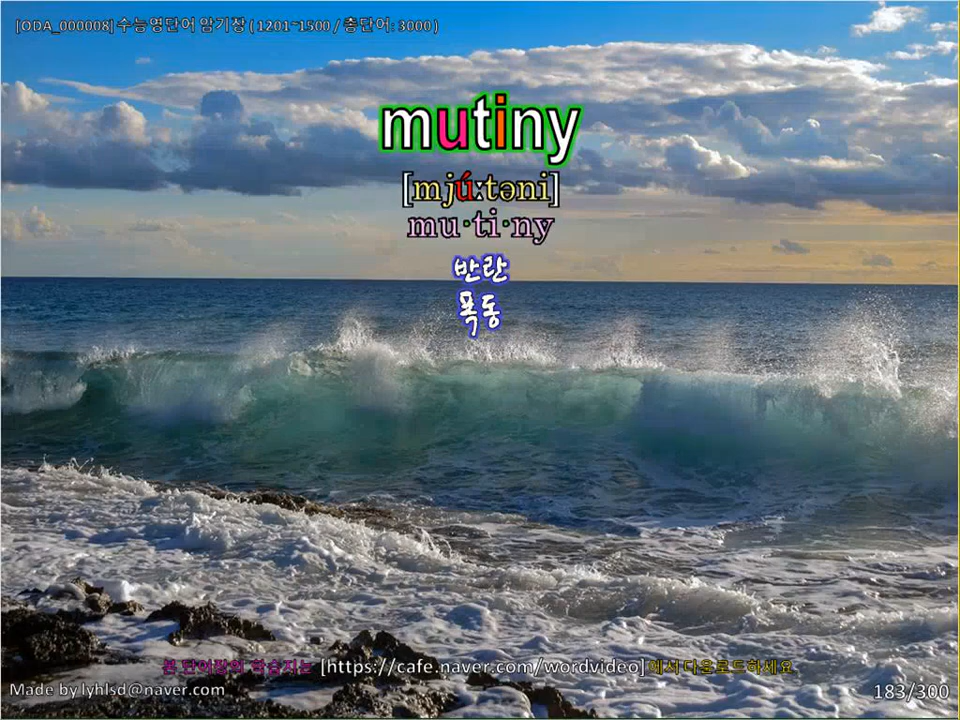 [ODA_000008] 수능영단어 암기장 ( 1201~1500 / 총단어: 3000 )
mutiny
[mjúːtəni]
mu·ti·ny
반란
폭동
본 단어장의 학습지는 [https://cafe.naver.com/wordvideo]에서 다운로드하세요.
Made by lyhlsd@naver.com
183/300